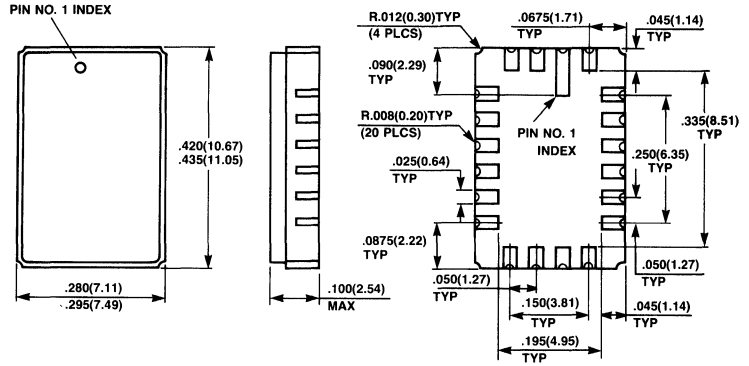 PIN NO. 1 INDEX
.420(10.67)
.435(11.05)
.280(7.11)
.295(7.49)
.100(2.54)
MAX
R.012(0.30)TYP
(4 PLCS)
.0675(1.71)
TYP
.045(1.14)
TYP
.090(2.29)
TYP
R.008(0.20)TYP
(20 PLCS)
PIN NO. 1
INDEX
.335(8.51)
TYP
.250(6.35)
TYP
.025(0.64)
TYP
.0875(2.22)
TYP
.050(1.27)
TYP
.050(1.27)
TYP
.150(3.81)
TYP
.045(1.14)
TYP
.195(4.95)
TYP